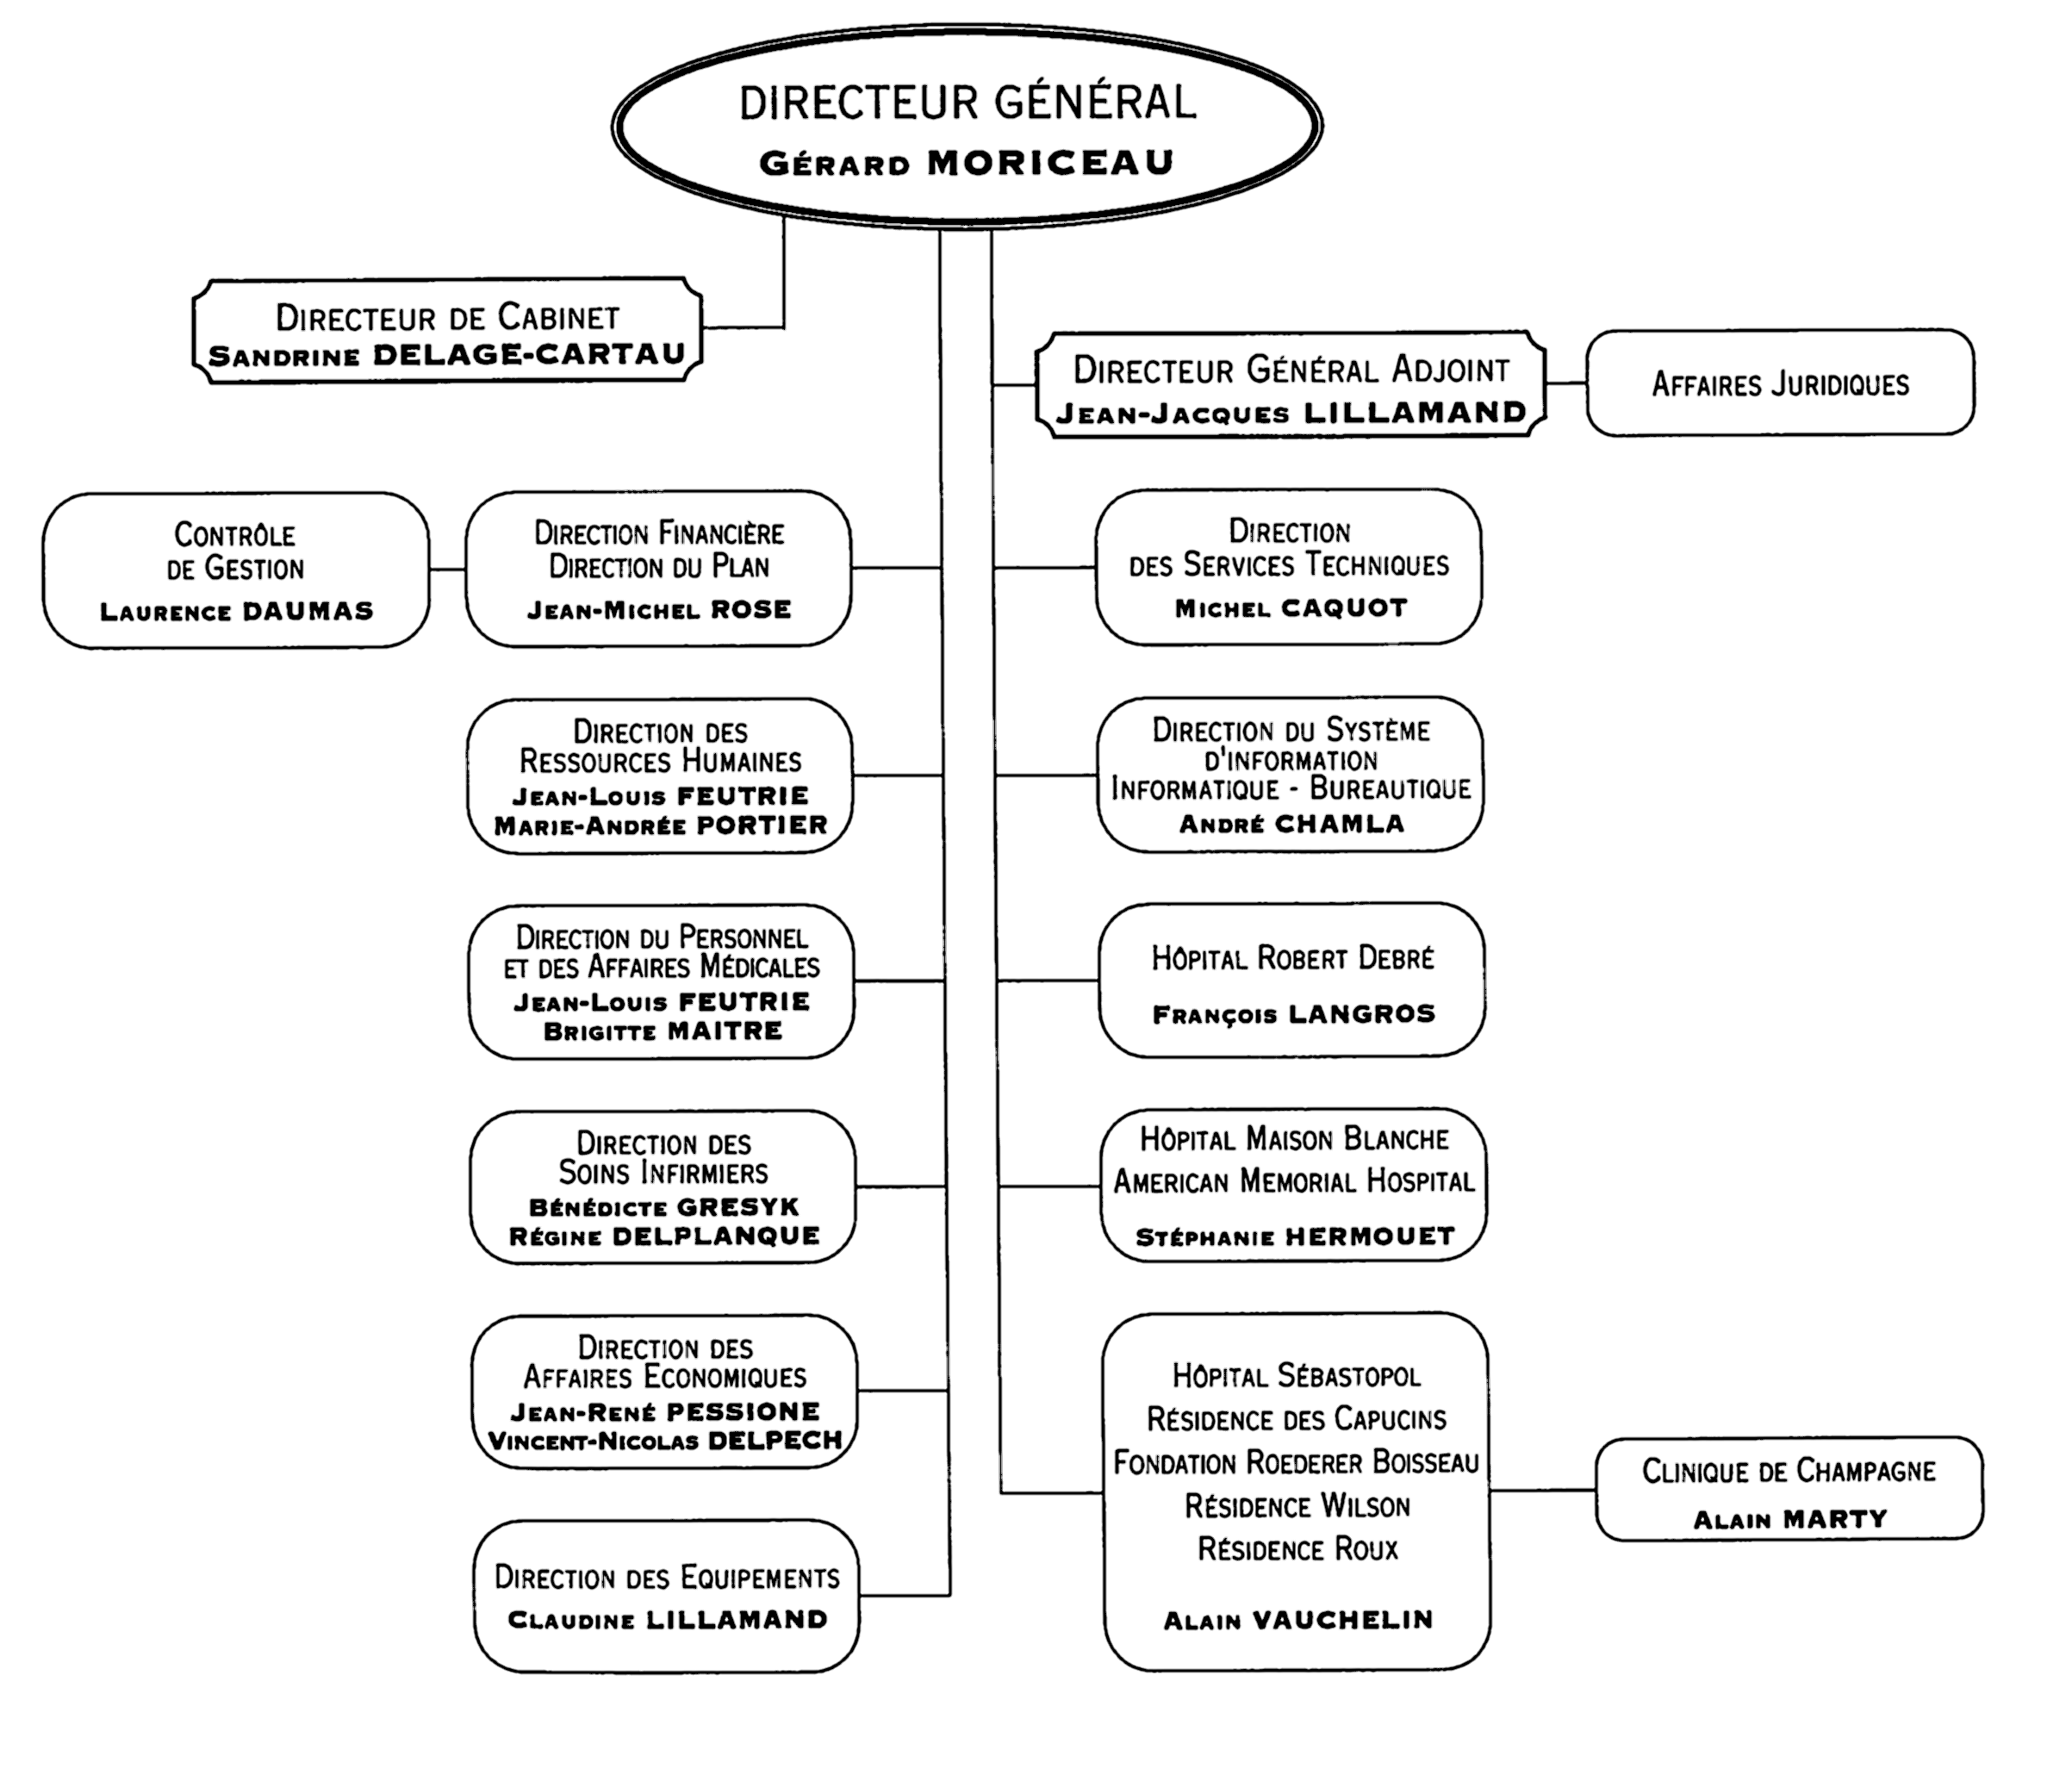 DIRECTEUR GÉNÉRAL
GÉRARD MORICEAU
DIRECTEUR DE CABINET
SANDRINE DELAGE-CARTAU
DIRECTEUR GÉNÉRAL ADJOINT
JEAN-JACQUES LILLAMAND
AFFAIRES JURIDIQUES
CONTRÔLE
DE GESTION
LAURENCE DAUMAS
DIRECTION FINANCIÈRE
DIRECTION DU PLAN
JEAN-MICHEL ROSE
DIRECTION
DES SERVICES TECHNIQUES
MICHEL CAQUOT
DIRECTION DES
RESSOURCES HUMAINES
JEAN-LOUIS FEUTRIE
MARIE-ANDRÉE PORTIER
DIRECTION DU SYSTÈME
D'INFORMATION
INFORMATIQUE - BUREAUTIQUE
ANDRÉ CHAMLA
DIRECTION DU PERSONNEL
ET DES AFFAIRES MÉDICALES
JEAN-LOUIS FEUTRIE
BRIGITTE MAITRE
HÔPITAL ROBERT DEBRÉ
FRANÇOIS LANGROS
DIRECTION DES
SOINS INFIRMIERS
BÉNÉDICTE GRESYK
RÉGINE DELPLANQUE
HÔPITAL MAISON BLANCHE
AMERICAN MEMORIAL HOSPITAL
STÉPHANIE HERMOUET
DIRECTION DES
AFFAIRES ECONOMIQUES
JEAN-RENÉ PESSIONE
VINCENT-NICOLAS DELPECH
HÔPITAL SÉBASTOPOL
RÉSIDENCE DES CAPUCINS
FONDATION ROEDERER BOISSEAU
RÉSIDENCE WILSON
RÉSIDENCE ROUX
ALAIN VAUCHELIN
CLINIQUE DE CHAMPAGNE
ALAIN MARTY
DIRECTION DES EQUIPEMENTS
CLAUDINE LILLAMAND